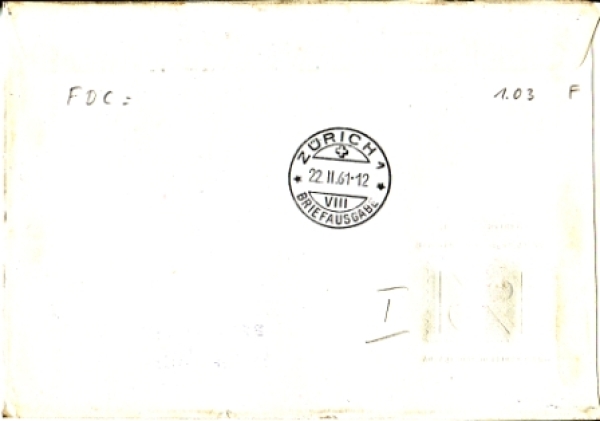 FDC =
1.03 F
ZÜRICH 1
22.II.61-12
VIII
BRIEFAUSGABE
I